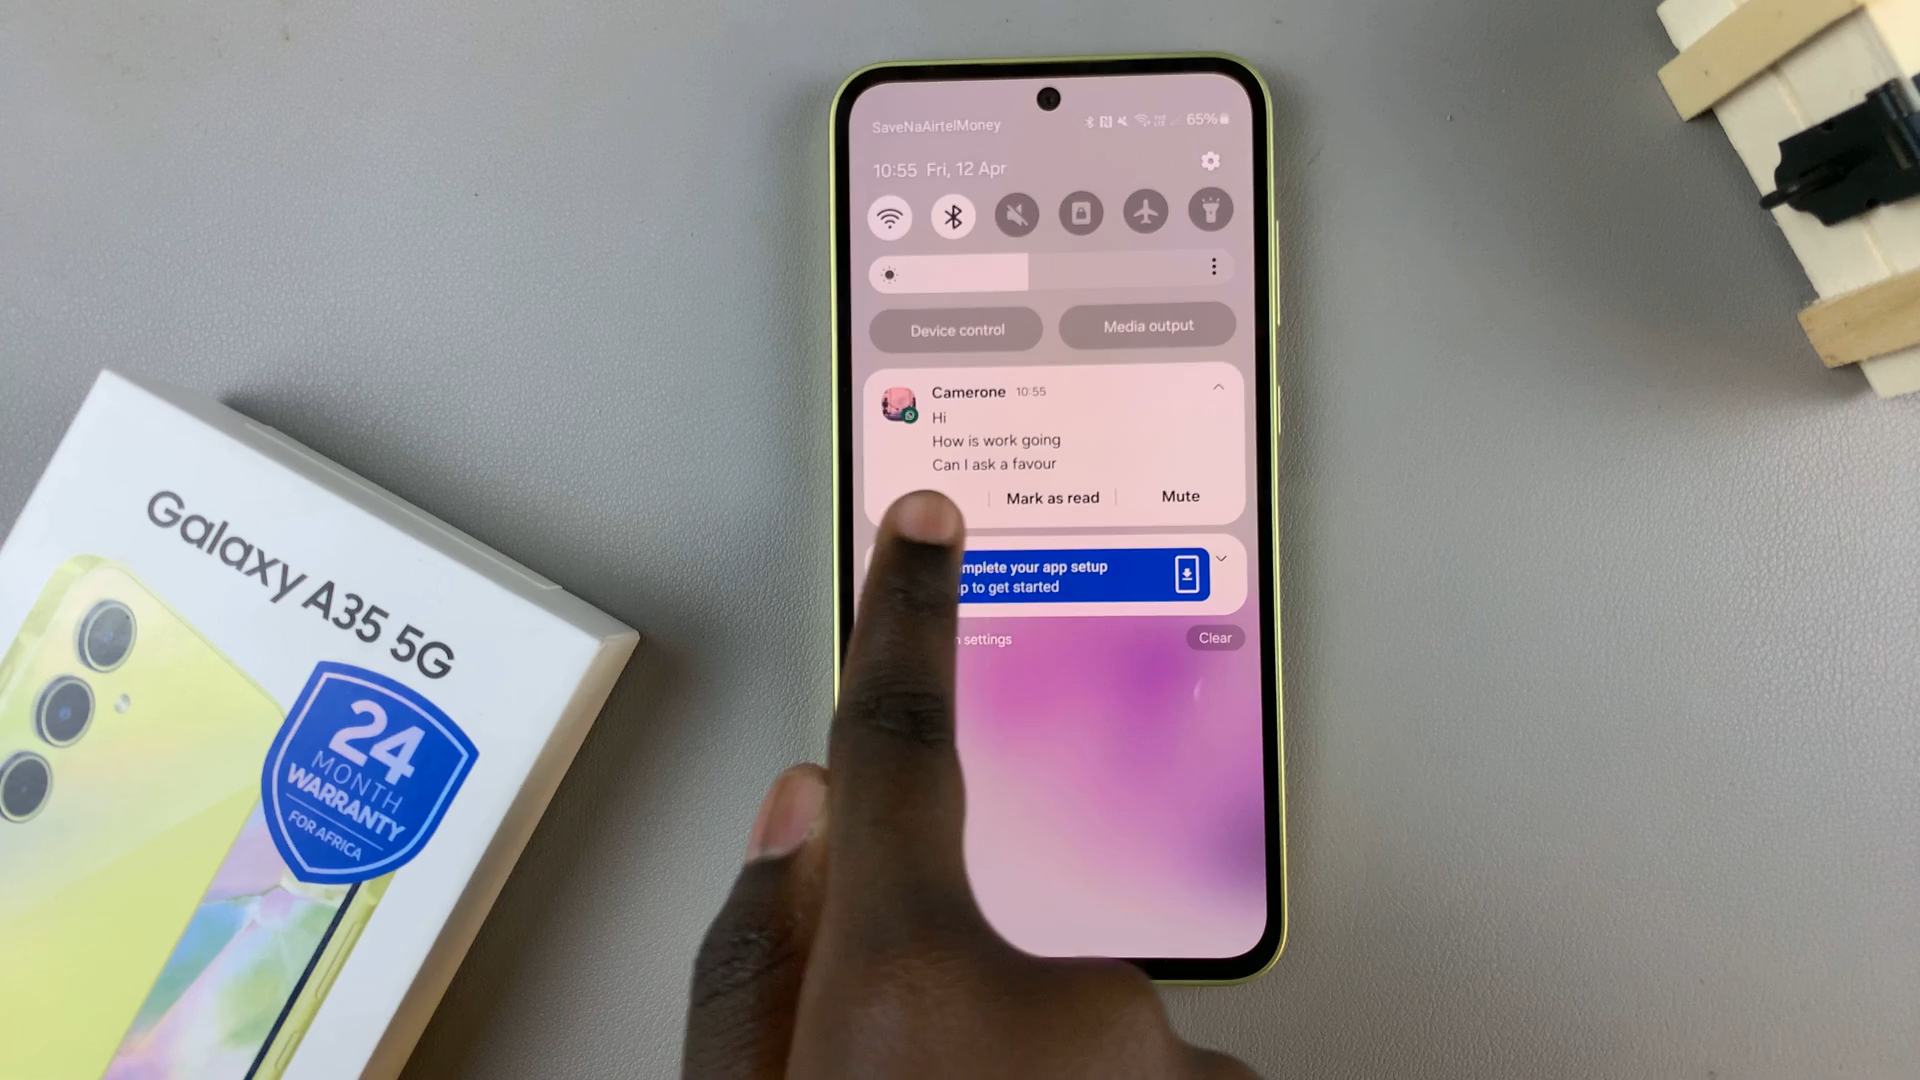 SaveNaAirtelMoney
65%
10:55 Fri, 12 Apr
Device control
Media output
Camerone 10:55
Hi
How is work going
Can I ask a favour
Mark as read
Mute
mplete your app setup
p to get started
settings
Clear
Galaxy A35 5G
24
MONTH
WARRANTY
FOR AFRICA